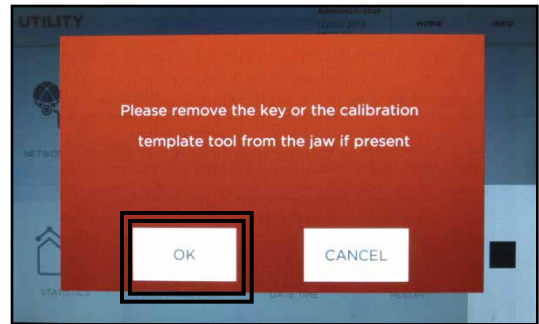 UTILITY
Administrator
HOME
INFO
Please remove the key or the calibration
template tool from the jaw if present
OK
CANCEL
STATISTICS
DATE TIME
RESTART